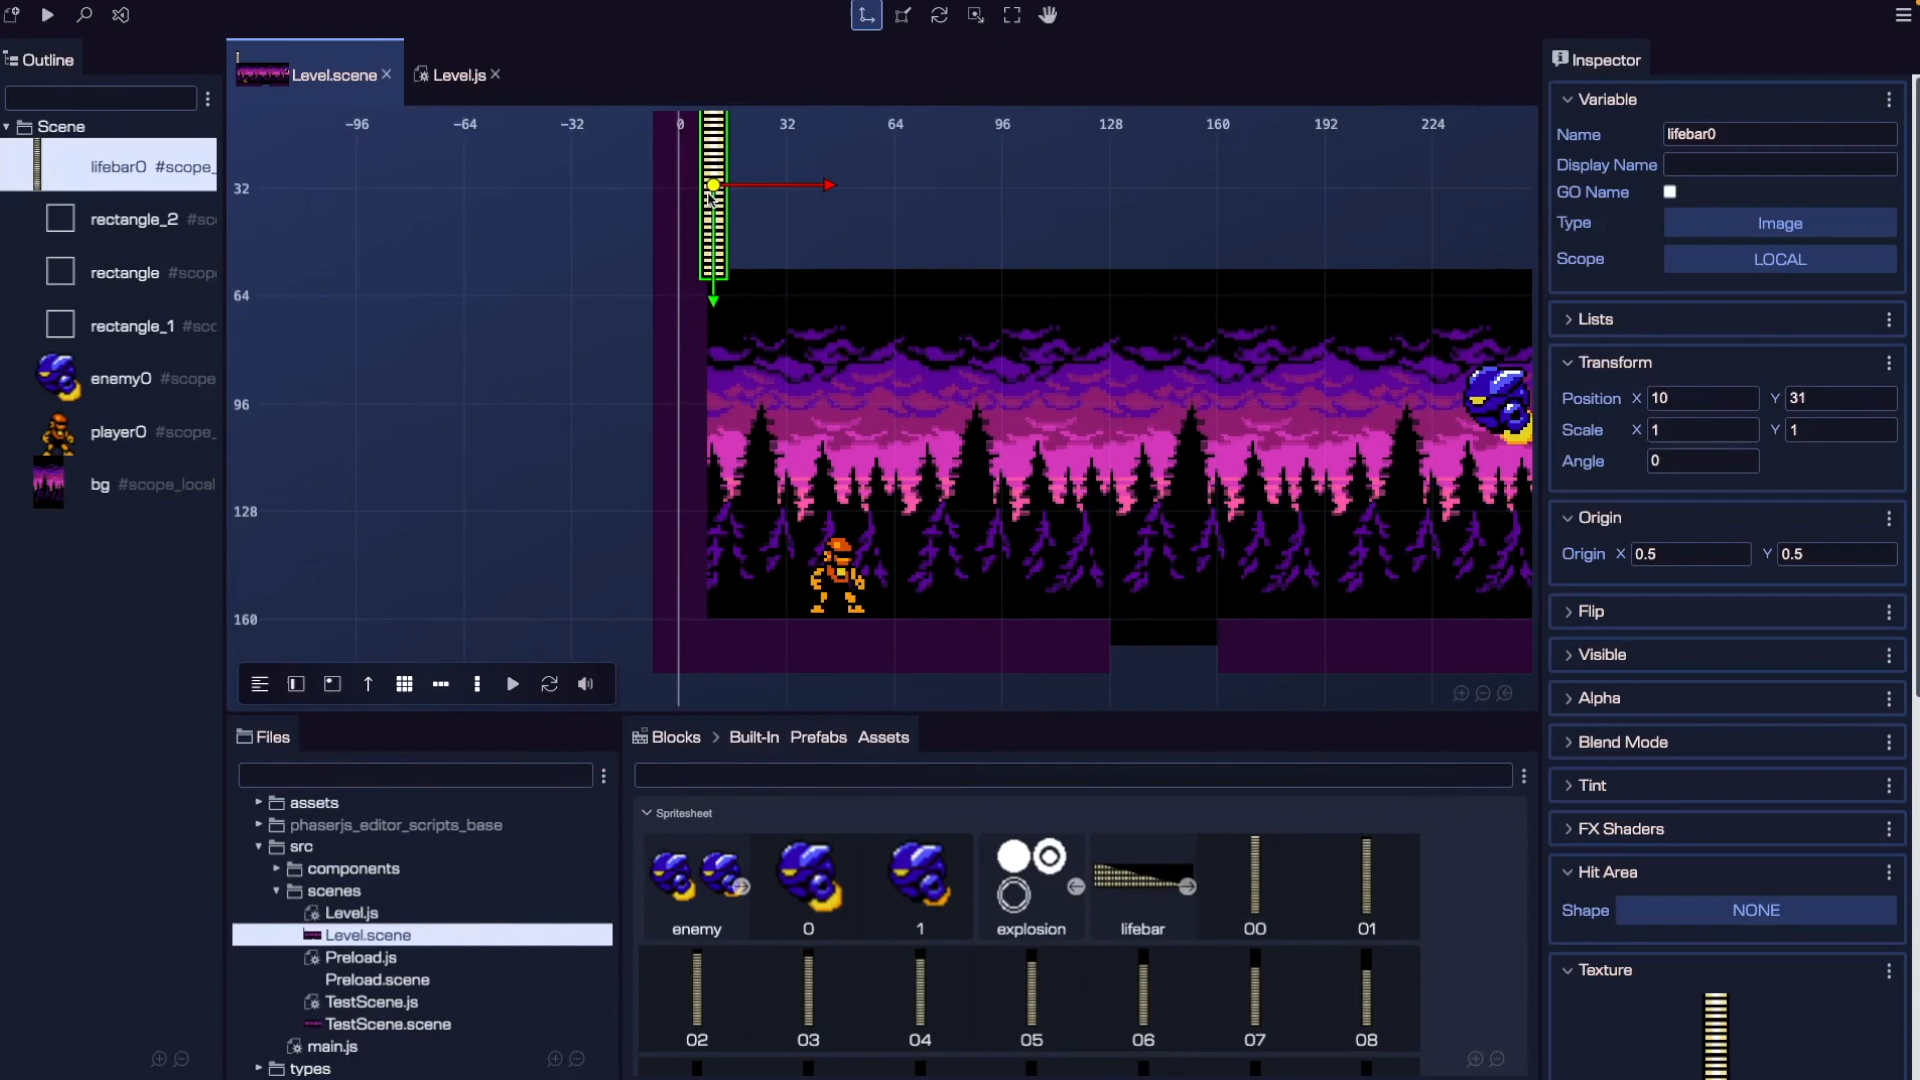 Outline
Level.scene
Level.js
Inspector
Scene
lifebar0 #scope_
rectangle_2 #sco
rectangle #scope
rectangle_1 #sco
enemy0 #scope
player0 #scope_
bg #scope_local
-96 -64 -32 0 32 64 96 128 160 192 224
32
64
96
128
160
Variable
Name lifebar0
Display Name
GO Name
Type Image
Scope LOCAL
Lists
Transform
Position X 10 Y 31
Scale X 1 Y 1
Angle 0
Origin
Origin X 0.5 Y 0.5
Flip
Visible
Alpha
Blend Mode
Tint
FX Shaders
Hit Area
Shape NONE
Texture
Files
assets
phaserjs_editor_scripts_base
src
components
scenes
Level.js
Level.scene
Preload.js
Preload.scene
TestScene.js
TestScene.scene
main.js
types
Blocks > Built-In Prefabs Assets
Spritesheet
enemy 0 1 explosion lifebar 00 01
02 03 04 05 06 07 08